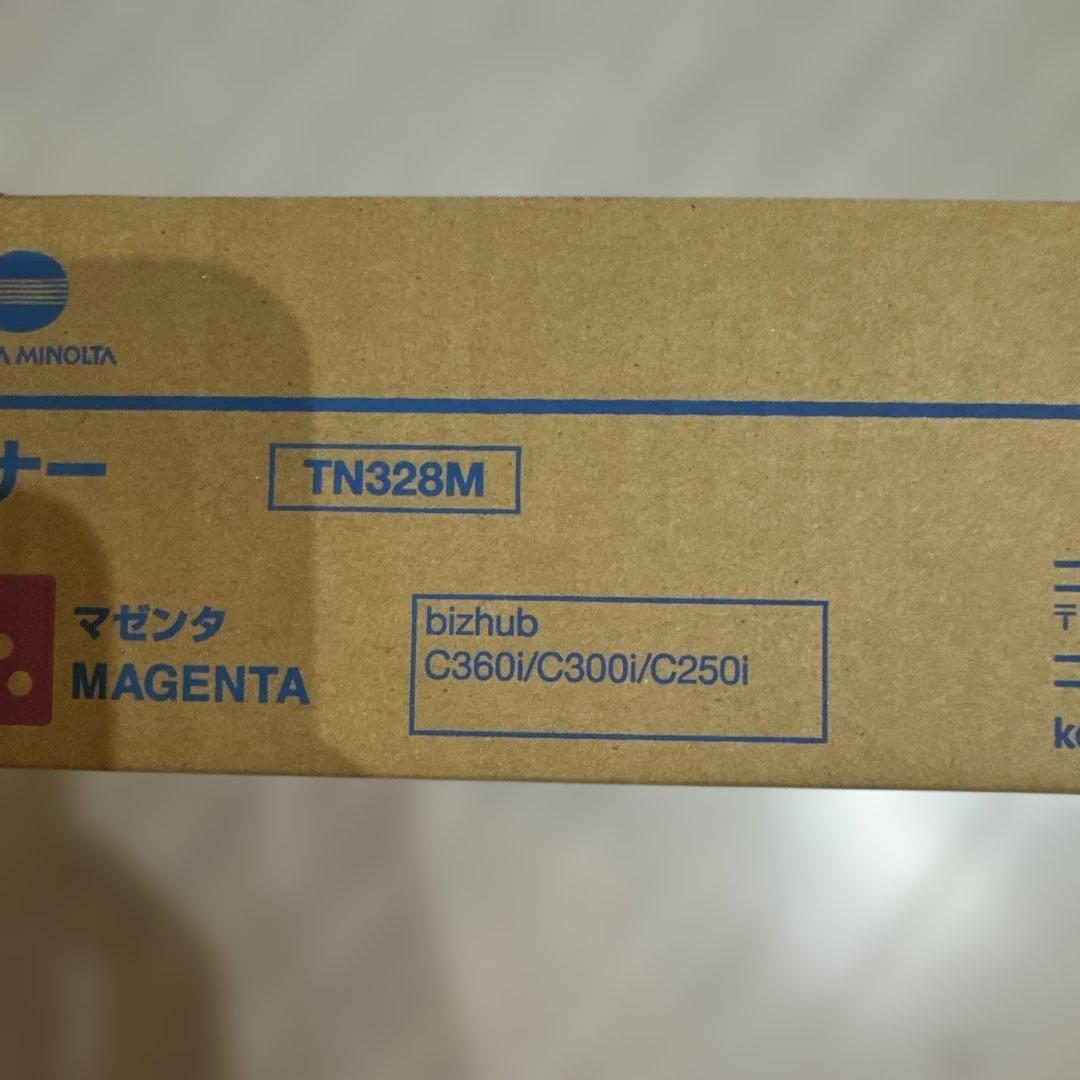 MINOLTA
ナー
TN328M
マゼンタ
MAGENTA
bizhub
C360i/C300i/C250i
〒